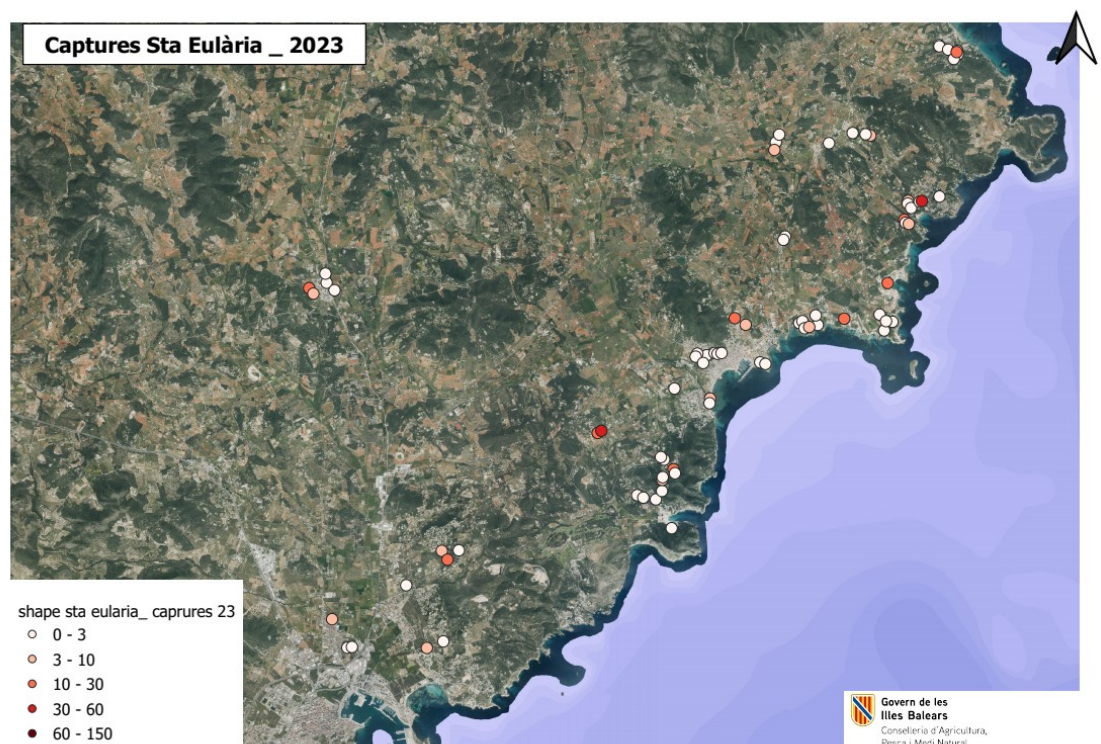 Captures Sta Eulària _ 2023
shape sta eularia_ caprures 23
0 - 3
3 - 10
10 - 30
30 - 60
60 - 150
Govern de les
Illes Balears
Conselleria d'Agricultura,
Pesca i Medi Natural